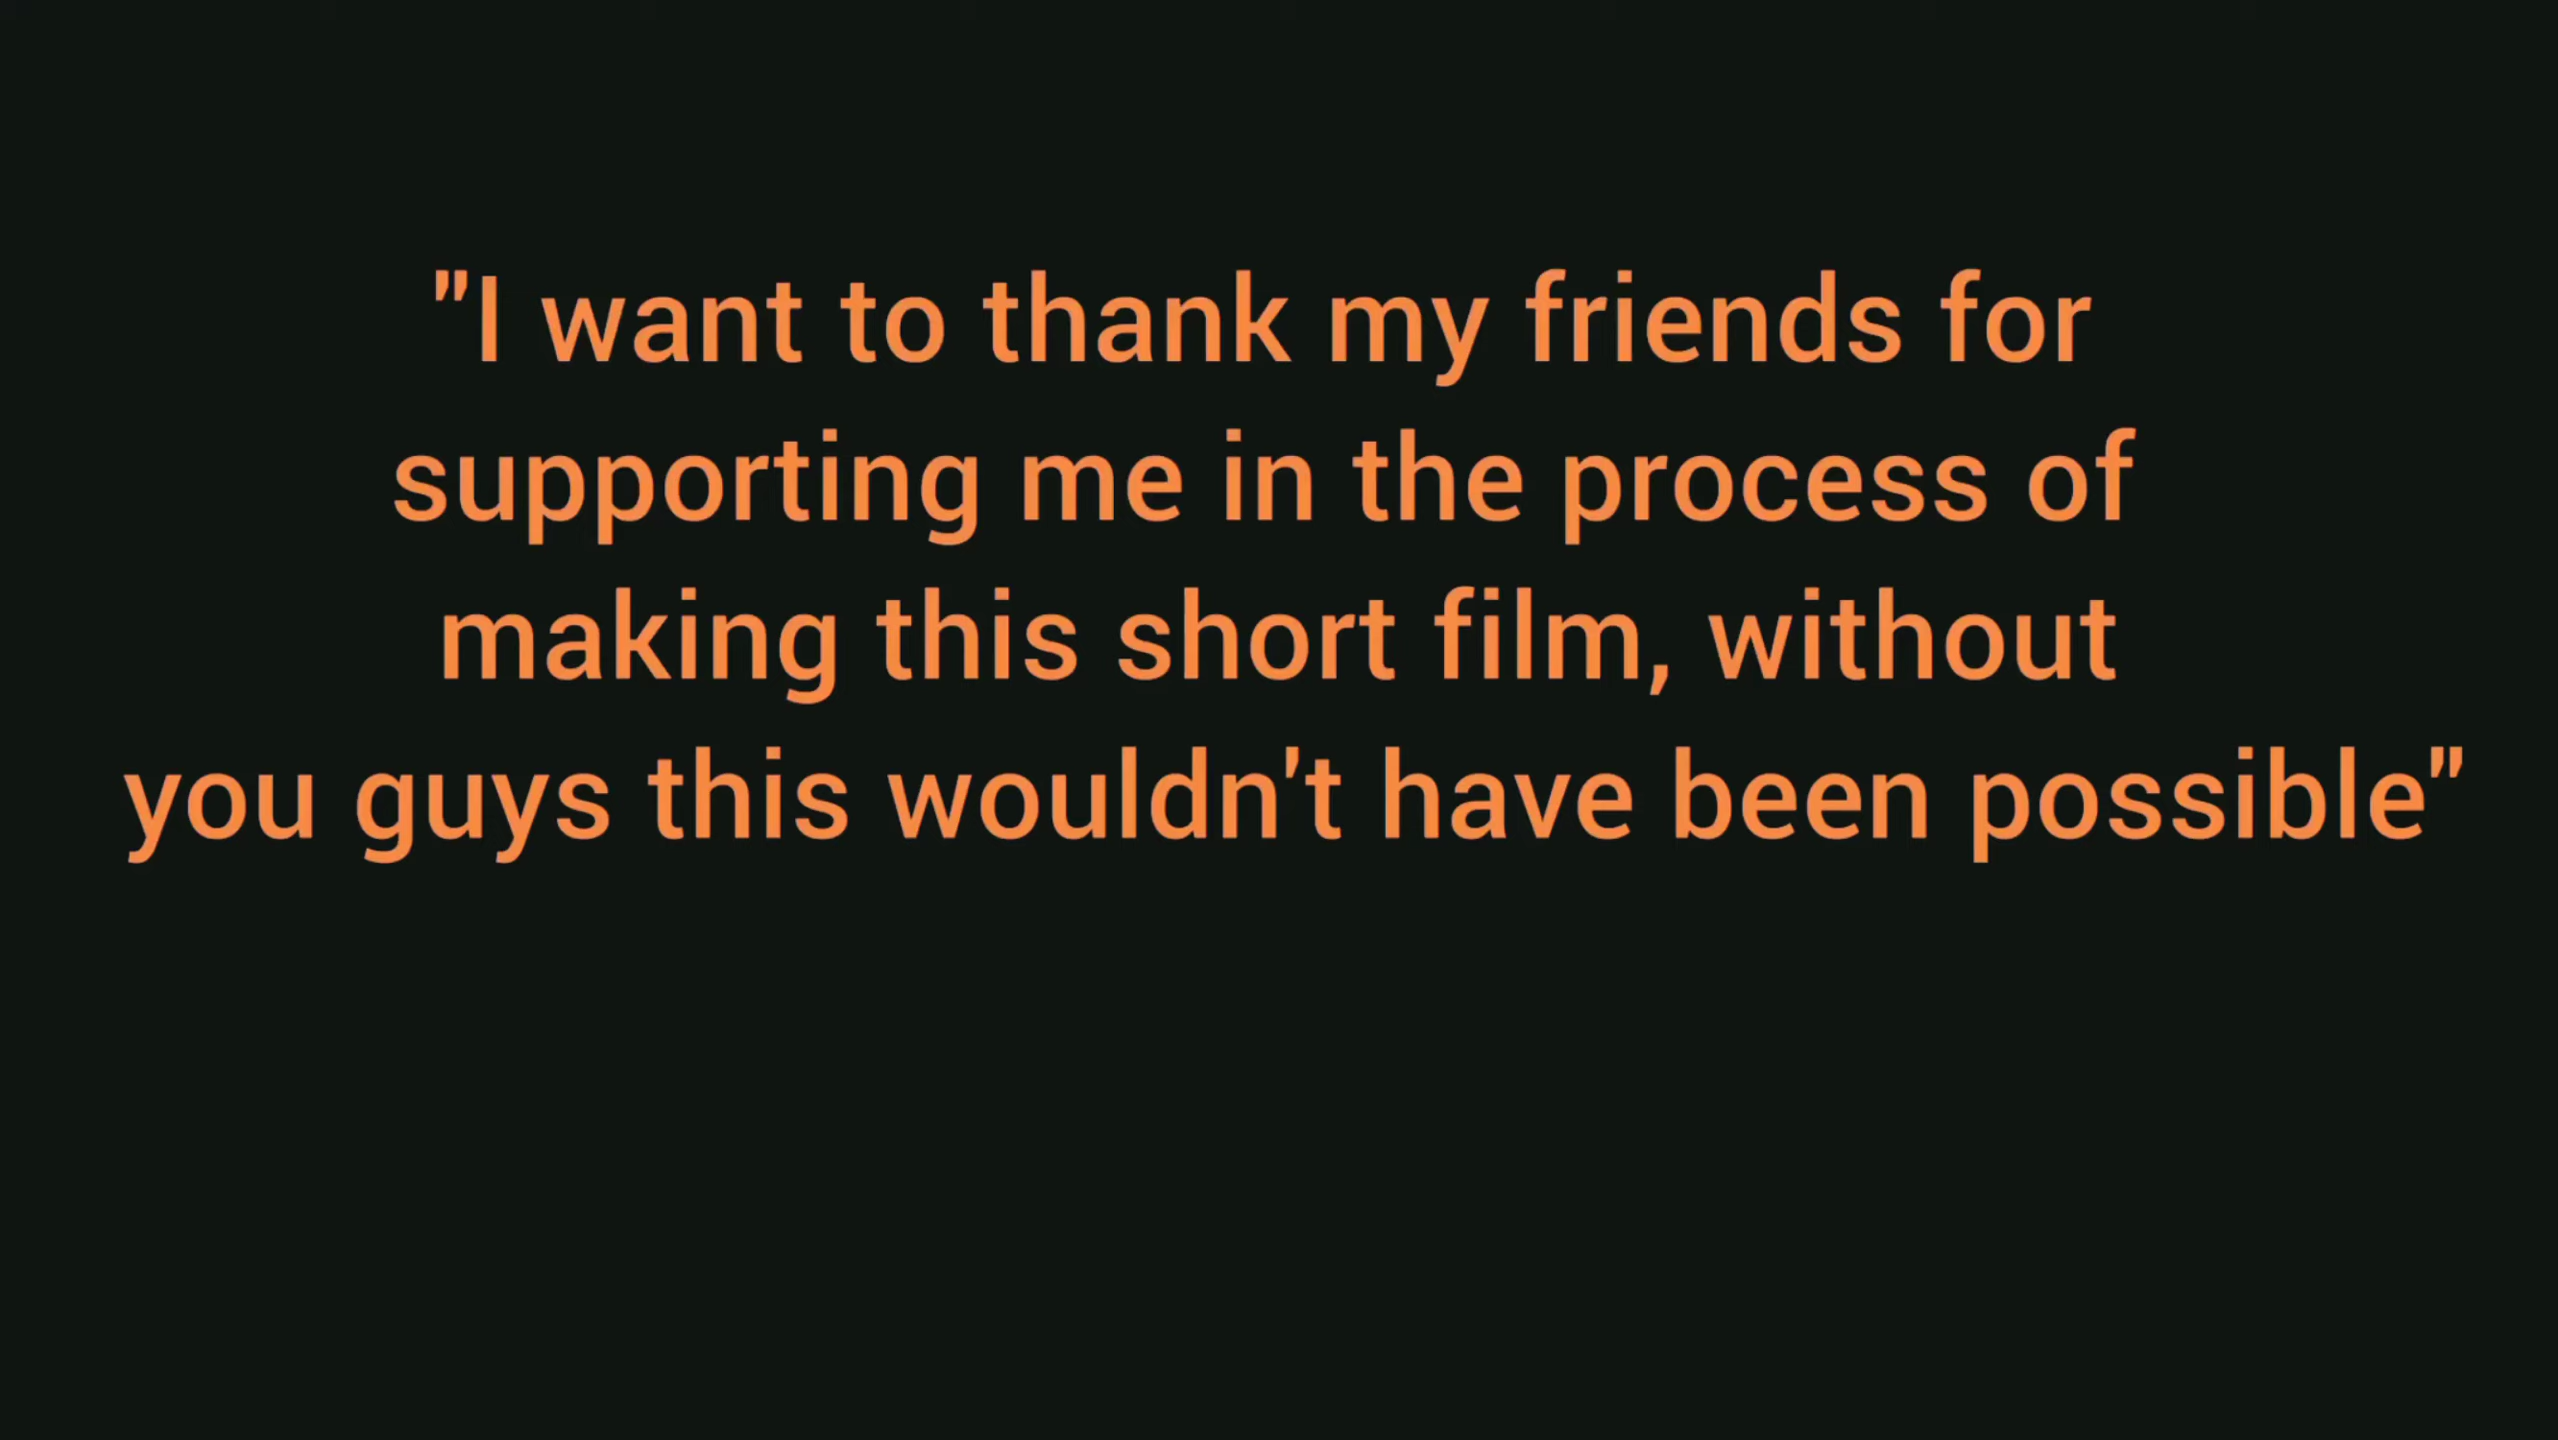 "I want to thank my friends for
supporting me in the process of
making this short film, without
you guys this wouldn't have been possible"